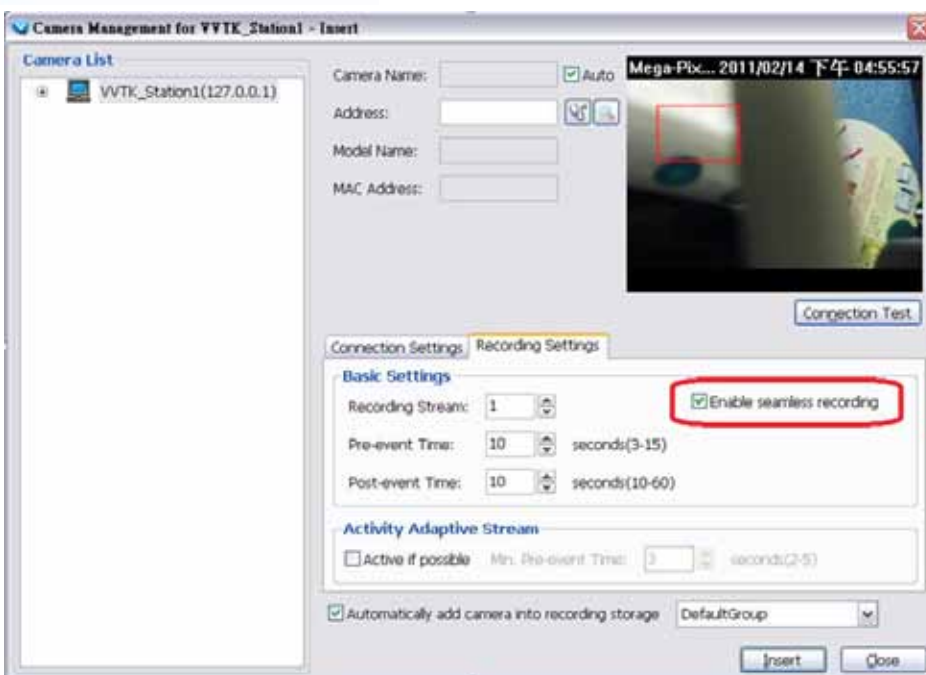 Camera Management for VVTK_Station1 - Insert
Camera List
VVTK_Station1(127.0.0.1)
Camera Name:
Auto
Address:
Model Name:
MAC Address:
Mega-Pix... 2011/02/14 下午 04:55:57
Connection Test
Connection Settings
Recording Settings
Basic Settings
Recording Stream: 1
Enable seamless recording
Pre-event Time: 10 seconds(3-15)
Post-event Time: 10 seconds(10-60)
Activity Adaptive Stream
Active if possible Min. Pre-event Time: 3 seconds(2-5)
Automatically add camera into recording storage DefaultGroup
Insert
Close